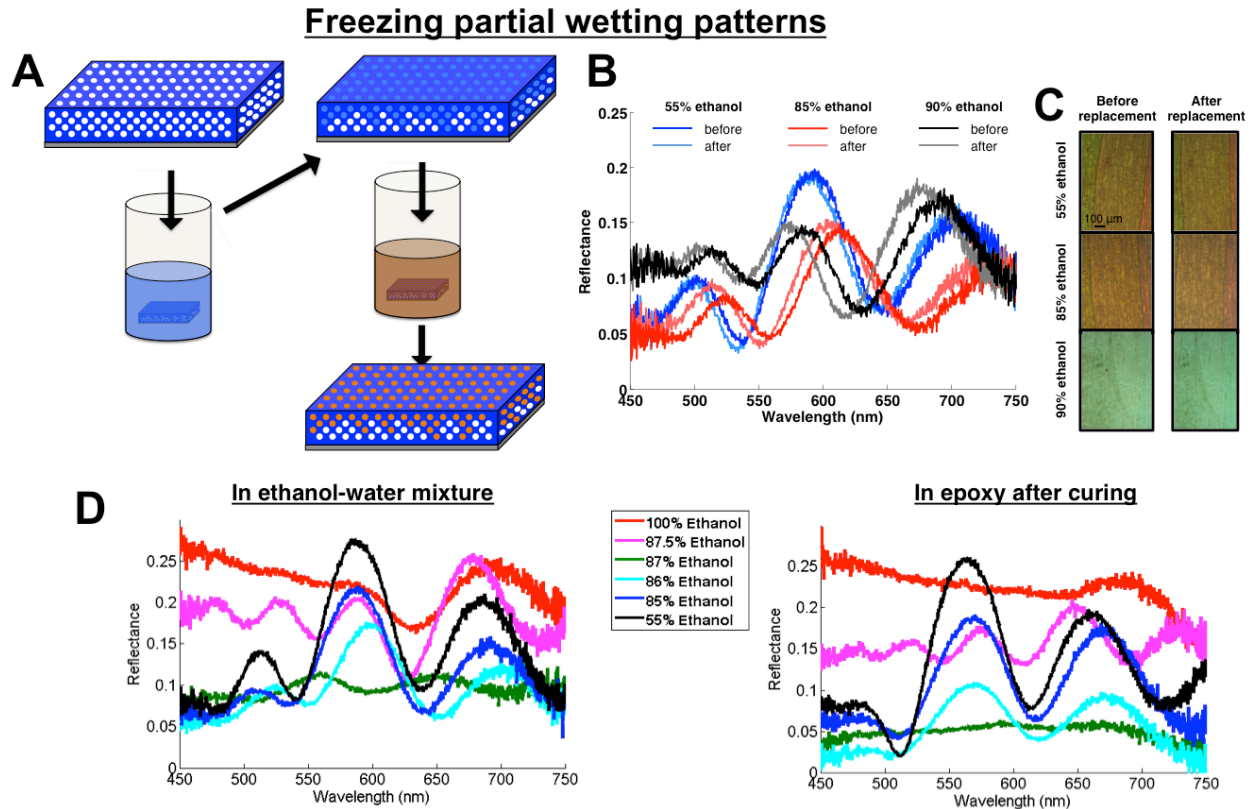 Freezing partial wetting patterns
A
B
55% ethanol 85% ethanol 90% ethanol
before before before
after after after
0.25
0.2
0.15
0.1
0.05
0
Reflectance
450 500 550 600 650 700 750
Wavelength (nm)
C
Before replacement
After replacement
55% ethanol
100 µm
85% ethanol
90% ethanol
D
In ethanol-water mixture
0.25
0.2
0.15
0.1
0.05
0
Reflectance
450 500 550 600 650 700 750
Wavelength (nm)
100% Ethanol
87.5% Ethanol
87% Ethanol
86% Ethanol
85% Ethanol
55% Ethanol
In epoxy after curing
0.25
0.2
0.15
0.1
0.05
0
Reflectance
450 500 550 600 650 700 750
Wavelength (nm)